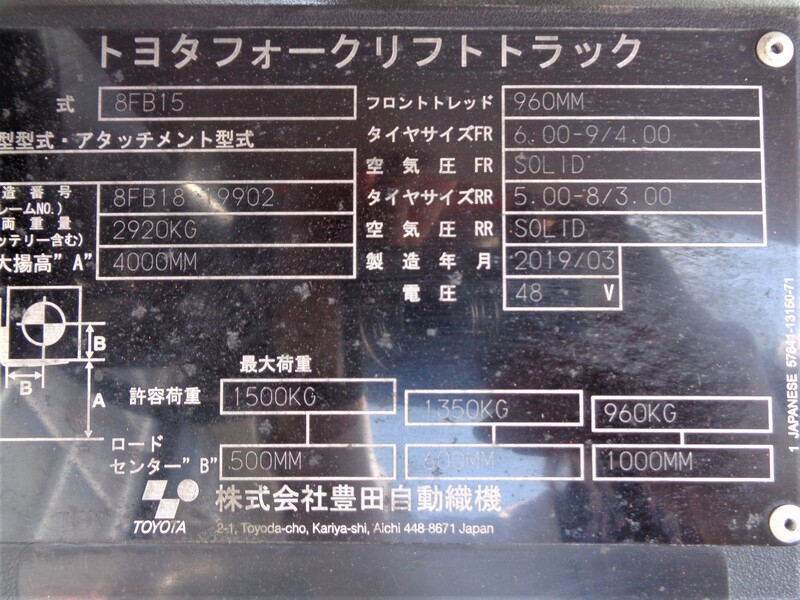 トヨタフォークリフトトラック
式 8FB15 フロントトレッド 960MM
型型式・アタッチメント型式 タイヤサイズFR 6.00-9/4.00
空気圧 FR SOLID
造番号 8FB18 19902 タイヤサイズRR 5.00-8/3.00
レームNO.)
両重量 2920KG 空気圧 RR SOLID
ッテリー含む)
大揚高"A" 4000MM 製造年月 2019/03
電圧 48 V
B
B
A
最大荷重
許容荷重 1500KG 1350KG 960KG
ロード
センター"B" 500MM 600MM 1000MM
TOYOTA
株式会社豊田自動織機
2-1, Toyoda-cho, Kariya-shi, Aichi 448-8671 Japan
1 JAPANESE 57841-13150-71